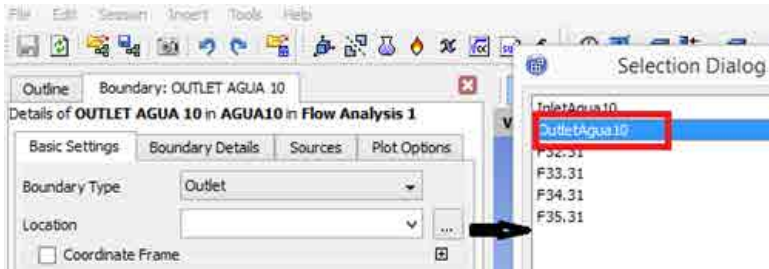 File Edit Session Insert Tools Help
Outline Boundary: OUTLET AGUA 10
Details of OUTLET AGUA 10 in AGUA10 in Flow Analysis 1
Basic Settings Boundary Details Sources Plot Options
Boundary Type Outlet
Location ...
Coordinate Frame
Selection Dialog
InletAgua10
OutletAgua10
F32.31
F33.31
F34.31
F35.31